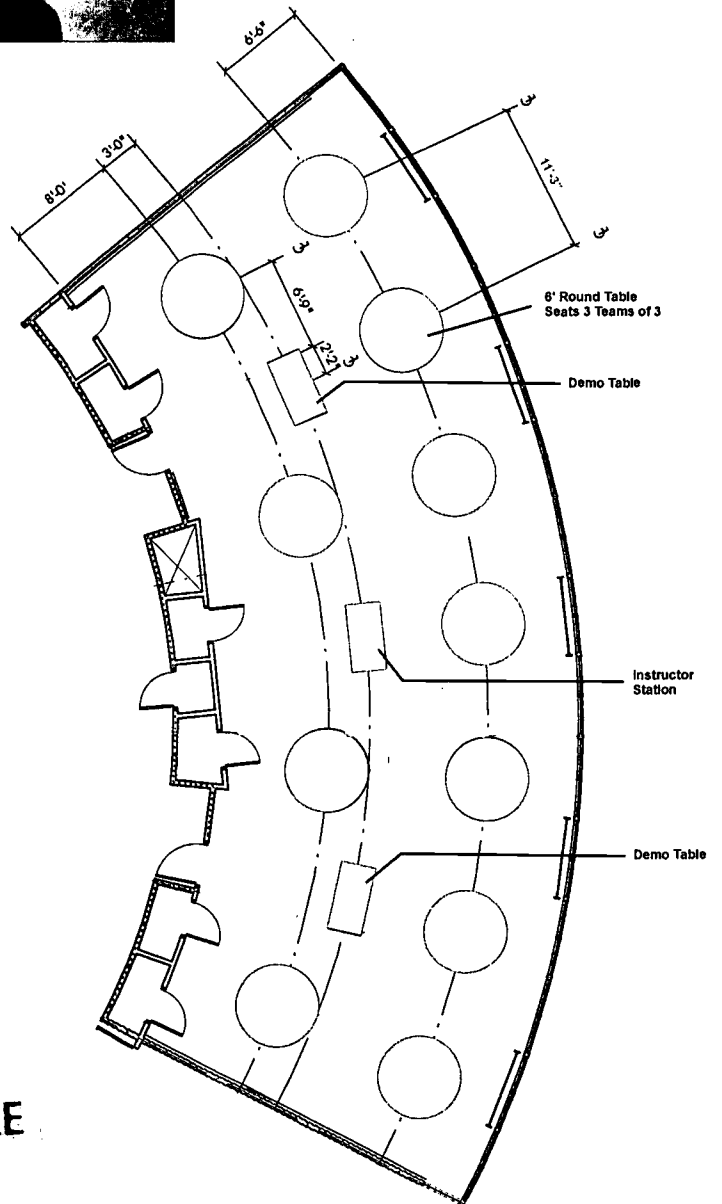 6'-6"
3'-0"
8'-0'
11'-3"
6'-9"
2'-2"
6' Round Table
Seats 3 Teams of 3
Demo Table
Instructor
Station
Demo Table